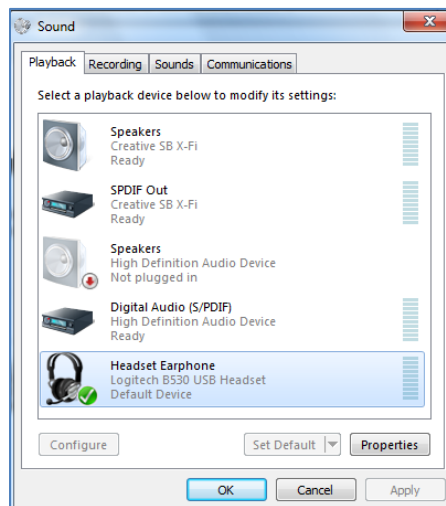 Sound
Playback Recording Sounds Communications
Select a playback device below to modify its settings:
Speakers
Creative SB X-Fi
Ready
SPDIF Out
Creative SB X-Fi
Ready
Speakers
High Definition Audio Device
Not plugged in
Digital Audio (S/PDIF)
High Definition Audio Device
Ready
Headset Earphone
Logitech B530 USB Headset
Default Device
Configure Set Default Properties
OK Cancel Apply